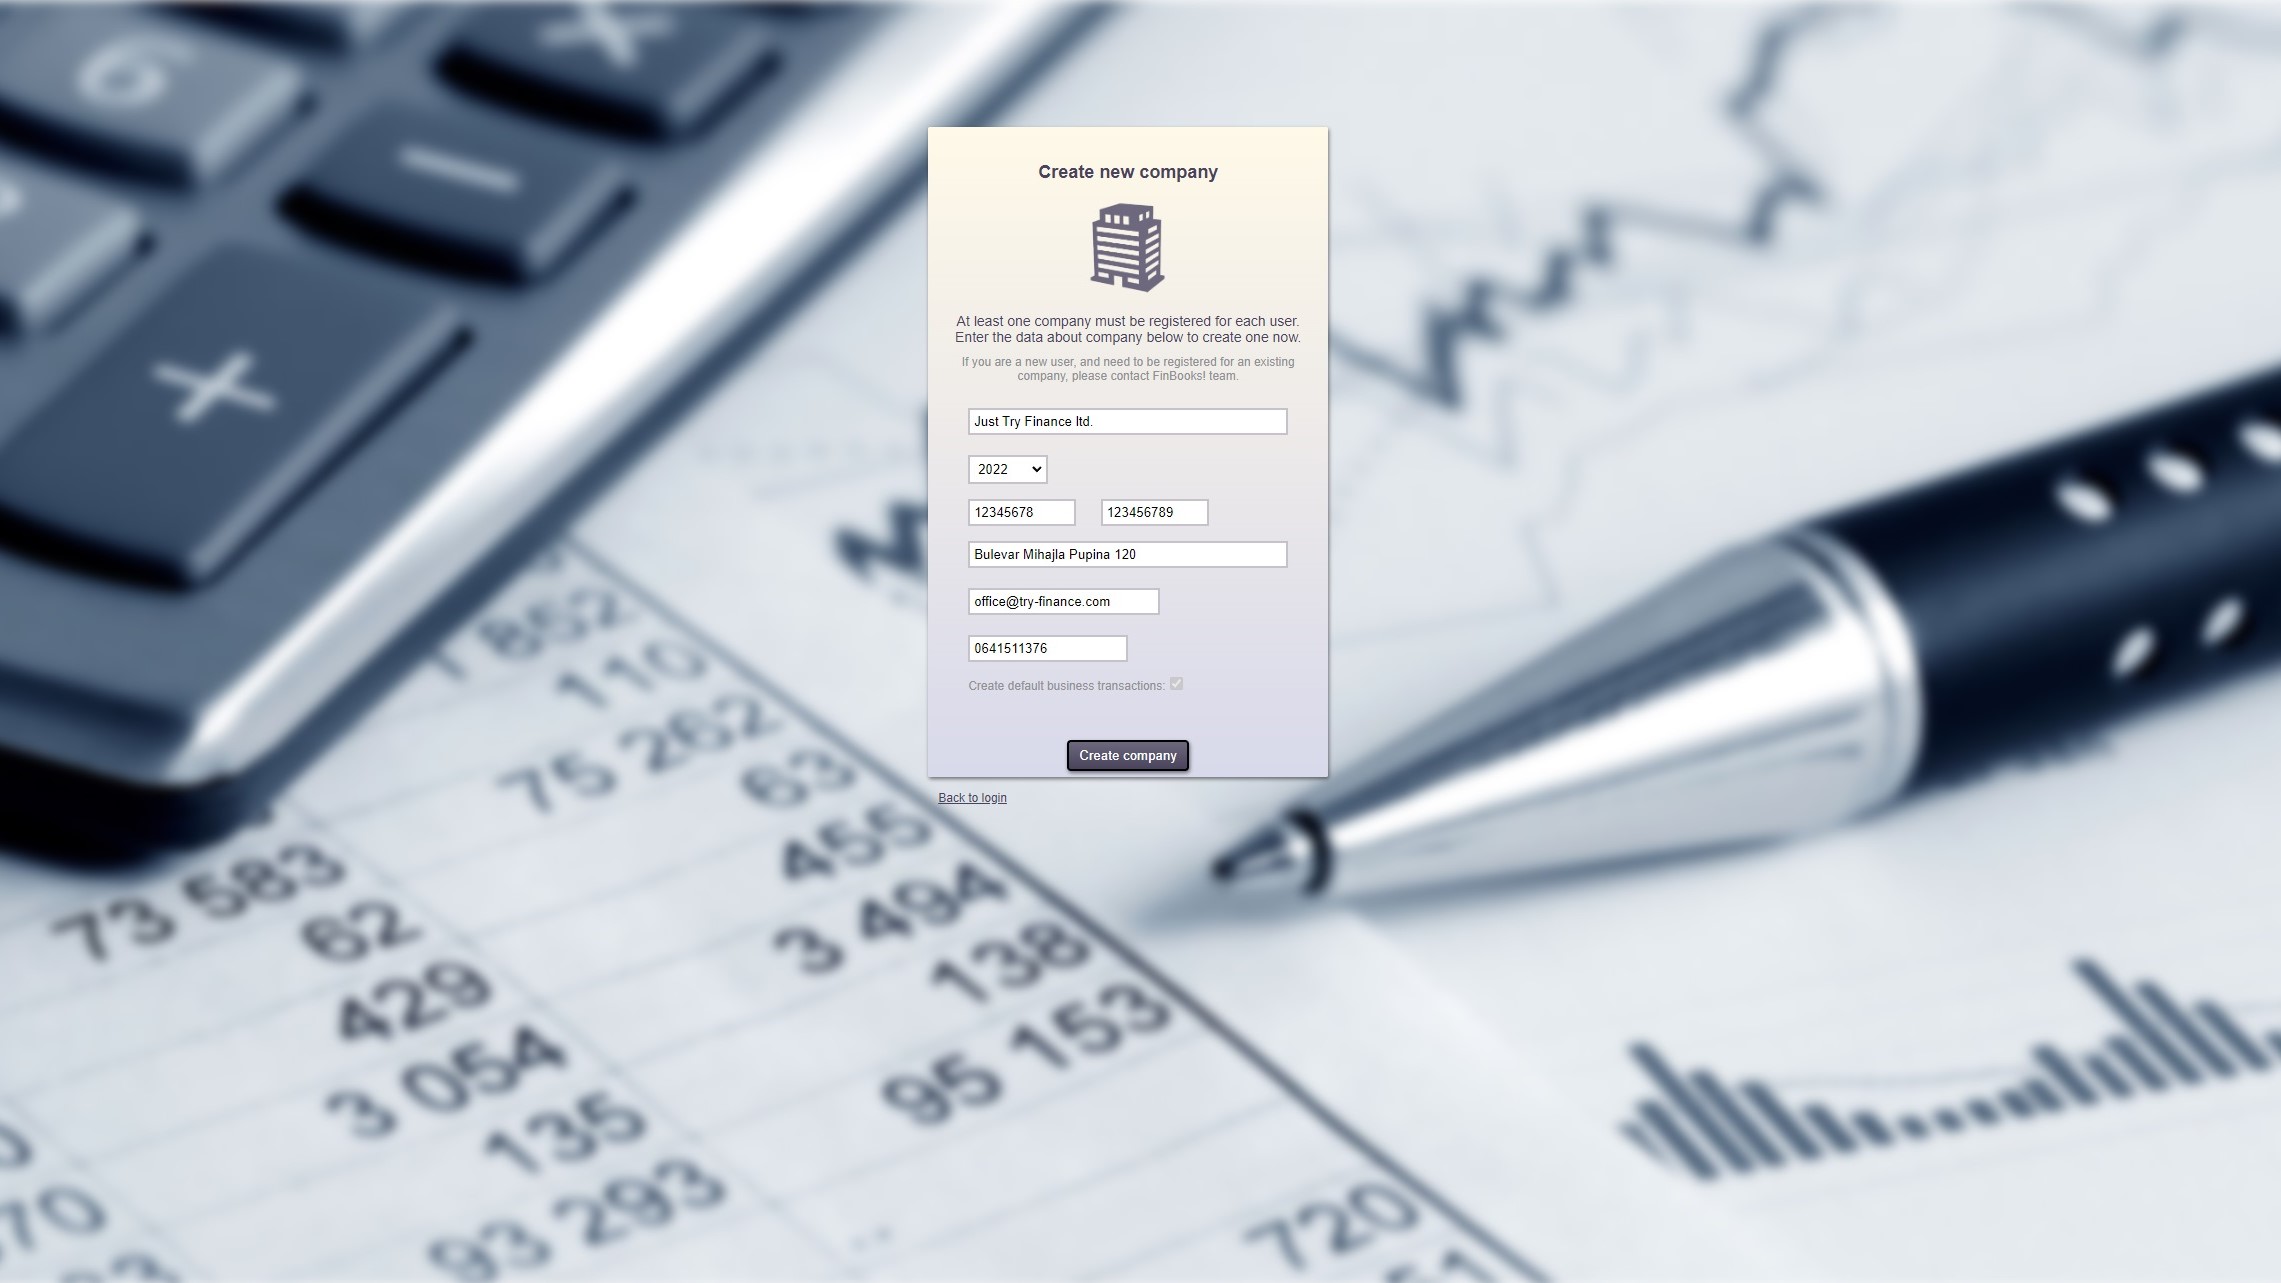 6
Create new company
At least one company must be registered for each user.
Enter the data about company below to create one now.
If you are a new user, and need to be registered for an existing
company, please contact FinBooks! team.
Just Try Finance ltd.
2022
12345678 123456789
Bulevar Mihajla Pupina 120
office@try-finance.com
0641511376
Create default business transactions:
Create company
Back to login
1 852
110
75 262
63
455
3 494
138
95 153
73 583
62
429
3 054
135
93 293
720